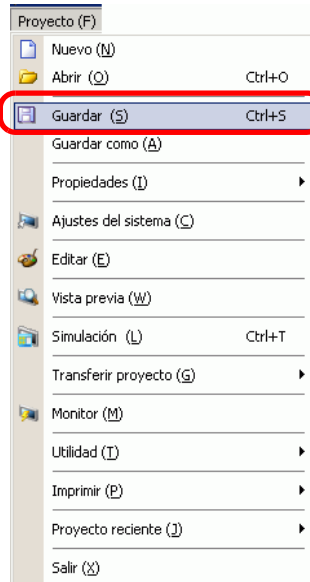 Proyecto (F)
Nuevo (N)
Abrir (O) Ctrl+O
Guardar (S) Ctrl+S
Guardar como (A)
Propiedades (I)
Ajustes del sistema (C)
Editar (E)
Vista previa (W)
Simulación (L) Ctrl+T
Transferir proyecto (G)
Monitor (M)
Utilidad (T)
Imprimir (P)
Proyecto reciente (J)
Salir (X)